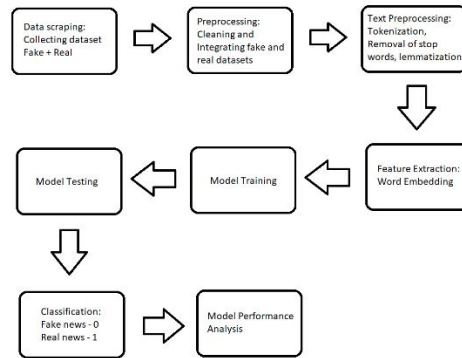 Data scraping:
Collecting dataset
Fake + Real
Preprocessing:
Cleaning and
Integrating fake and
real datasets
Text Preprocessing:
Tokenization,
Removal of stop
words, lemmatization
Feature Extraction:
Word Embedding
Model Training
Model Testing
Classification:
Fake news - 0
Real news - 1
Model Performance
Analysis